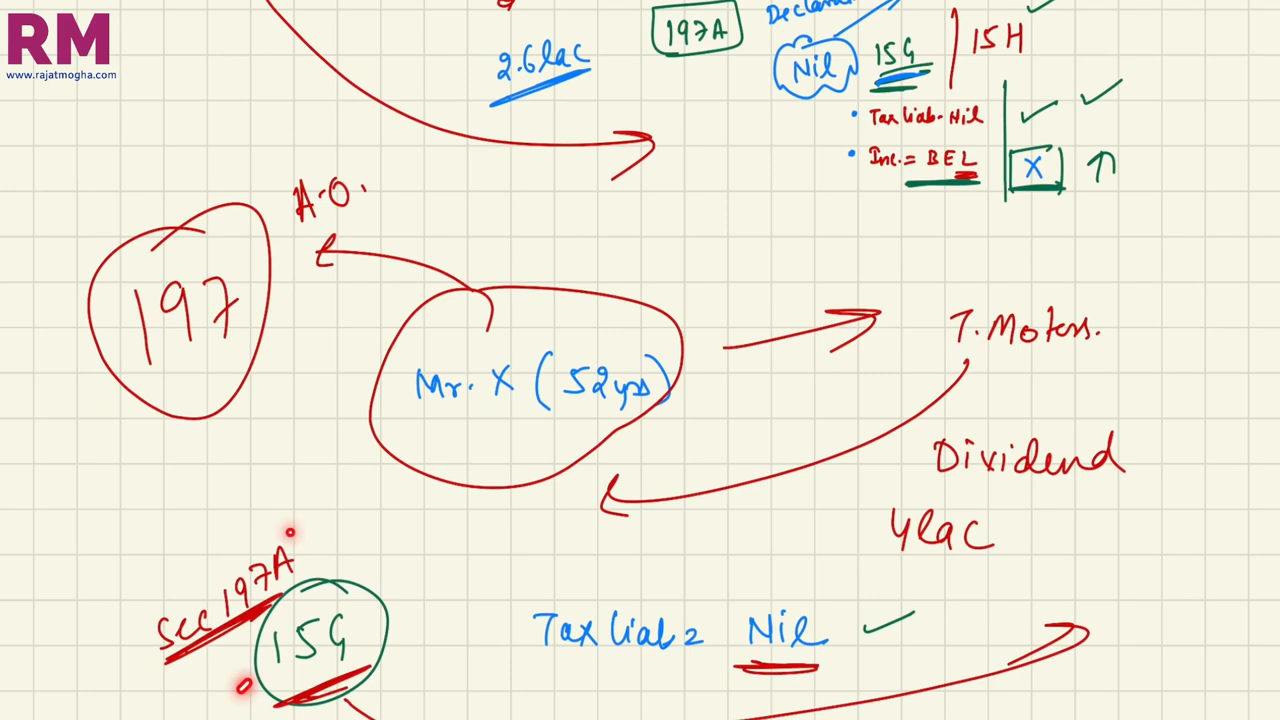 RM
www.rajatmogha.com
197A
2.6lac
Nil
15G
15H
• Tax liab. Nil
• Inc. = BEL
X
A.O.
197
Mr. X (52yrs)
T. Motors.
Dividend
4lac
Sec 197A
15G
Tax liab = Nil